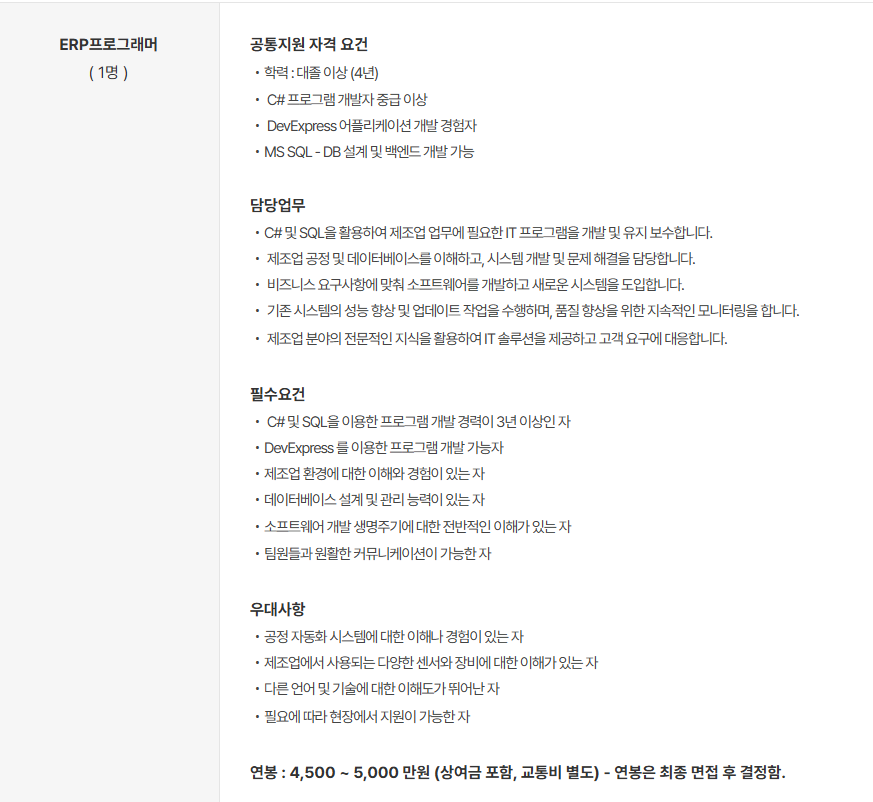 ERP프로그래머
( 1명 )
공통지원 자격 요건
・학력 : 대졸 이상 (4년)
・ C# 프로그램 개발자 중급 이상
・ DevExpress 어플리케이션 개발 경험자
・MS SQL - DB 설계 및 백엔드 개발 가능
담당업무
・C# 및 SQL을 활용하여 제조업 업무에 필요한 IT 프로그램을 개발 및 유지 보수합니다.
・ 제조업 공정 및 데이터베이스를 이해하고, 시스템 개발 및 문제 해결을 담당합니다.
・ 비즈니스 요구사항에 맞춰 소프트웨어를 개발하고 새로운 시스템을 도입합니다.
・ 기존 시스템의 성능 향상 및 업데이트 작업을 수행하며, 품질 향상을 위한 지속적인 모니터링을 합니다.
・ 제조업 분야의 전문적인 지식을 활용하여 IT 솔루션을 제공하고 고객 요구에 대응합니다.
필수요건
・ C# 및 SQL을 이용한 프로그램 개발 경력이 3년 이상인 자
・DevExpress 를 이용한 프로그램 개발 가능자
・제조업 환경에 대한 이해와 경험이 있는 자
・데이터베이스 설계 및 관리 능력이 있는 자
・소프트웨어 개발 생명주기에 대한 전반적인 이해가 있는 자
・팀원들과 원활한 커뮤니케이션이 가능한 자
우대사항
・공정 자동화 시스템에 대한 이해나 경험이 있는 자
・제조업에서 사용되는 다양한 센서와 장비에 대한 이해가 있는 자
・다른 언어 및 기술에 대한 이해도가 뛰어난 자
・필요에 따라 현장에서 지원이 가능한 자
연봉 : 4,500 ~ 5,000 만원 (상여금 포함, 교통비 별도) - 연봉은 최종 면접 후 결정함.